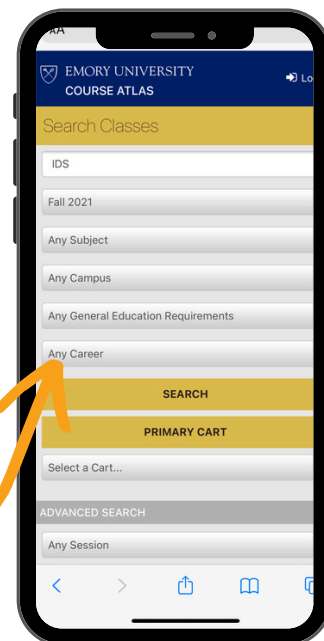 AA
EMORY UNIVERSITY
COURSE ATLAS
Lo
Search Classes
IDS
Fall 2021
Any Subject
Any Campus
Any General Education Requirements
Any Career
SEARCH
PRIMARY CART
Select a Cart...
ADVANCED SEARCH
Any Session